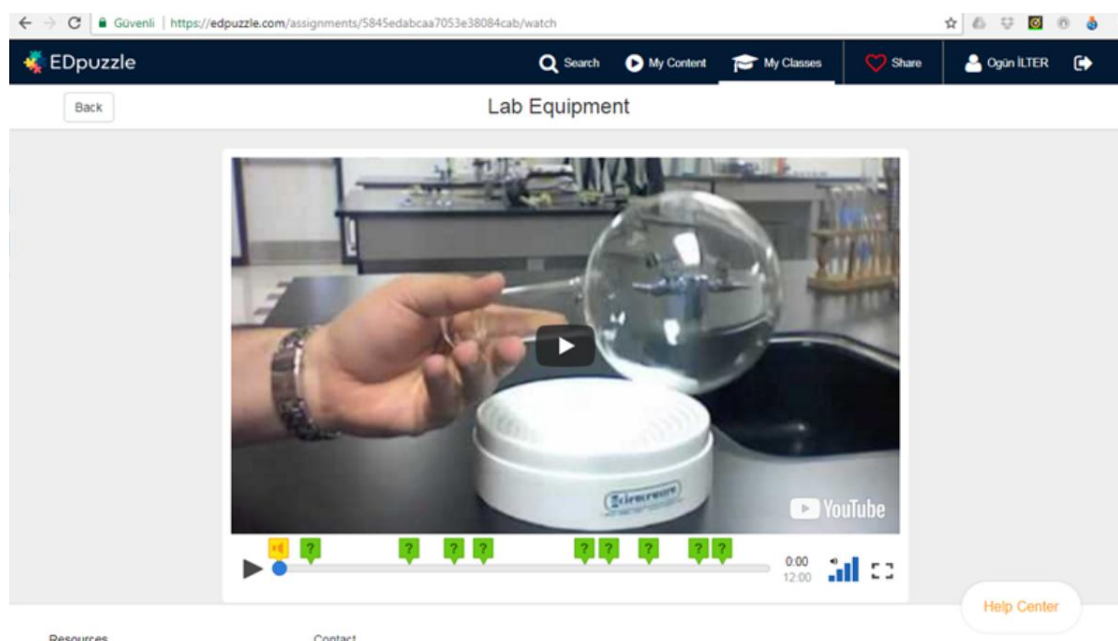 Güvenli | https://edpuzzle.com/assignments/5845edabcaa7053e38084cab/watch
EDpuzzle Search My Content My Classes Share Ogün İLTER
Back Lab Equipment
Scienceware
YouTube
? ? ? ? ? ? ? ? ?
0:00
12:00
Help Center
Resources Contact